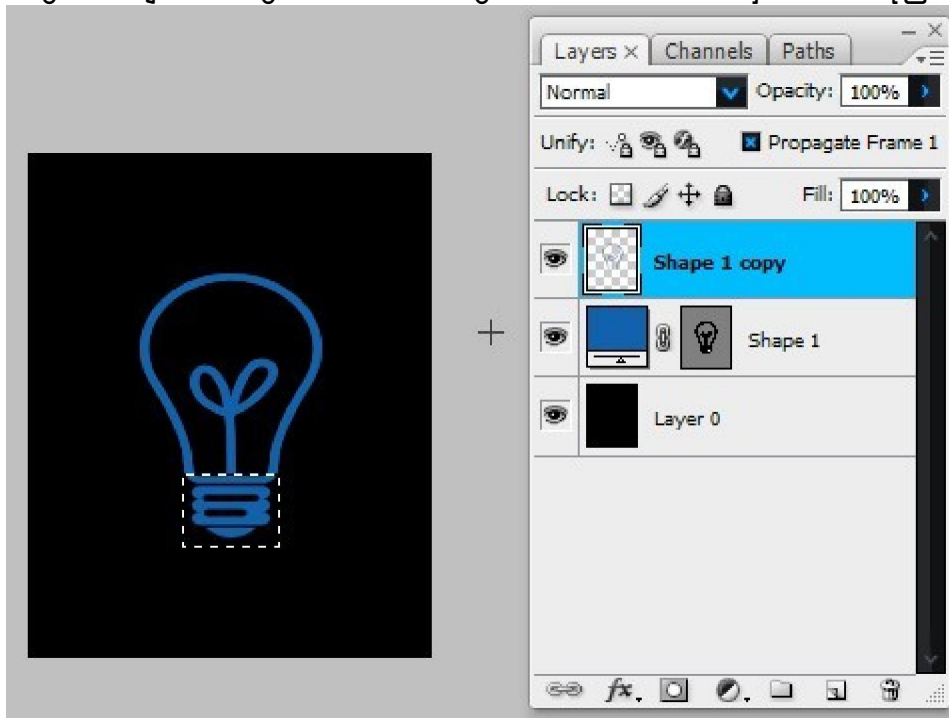 Layers × Channels Paths
Normal Opacity: 100%
Unify: Propagate Frame 1
Lock: Fill: 100%
Shape 1 copy
Shape 1
Layer 0
fx.